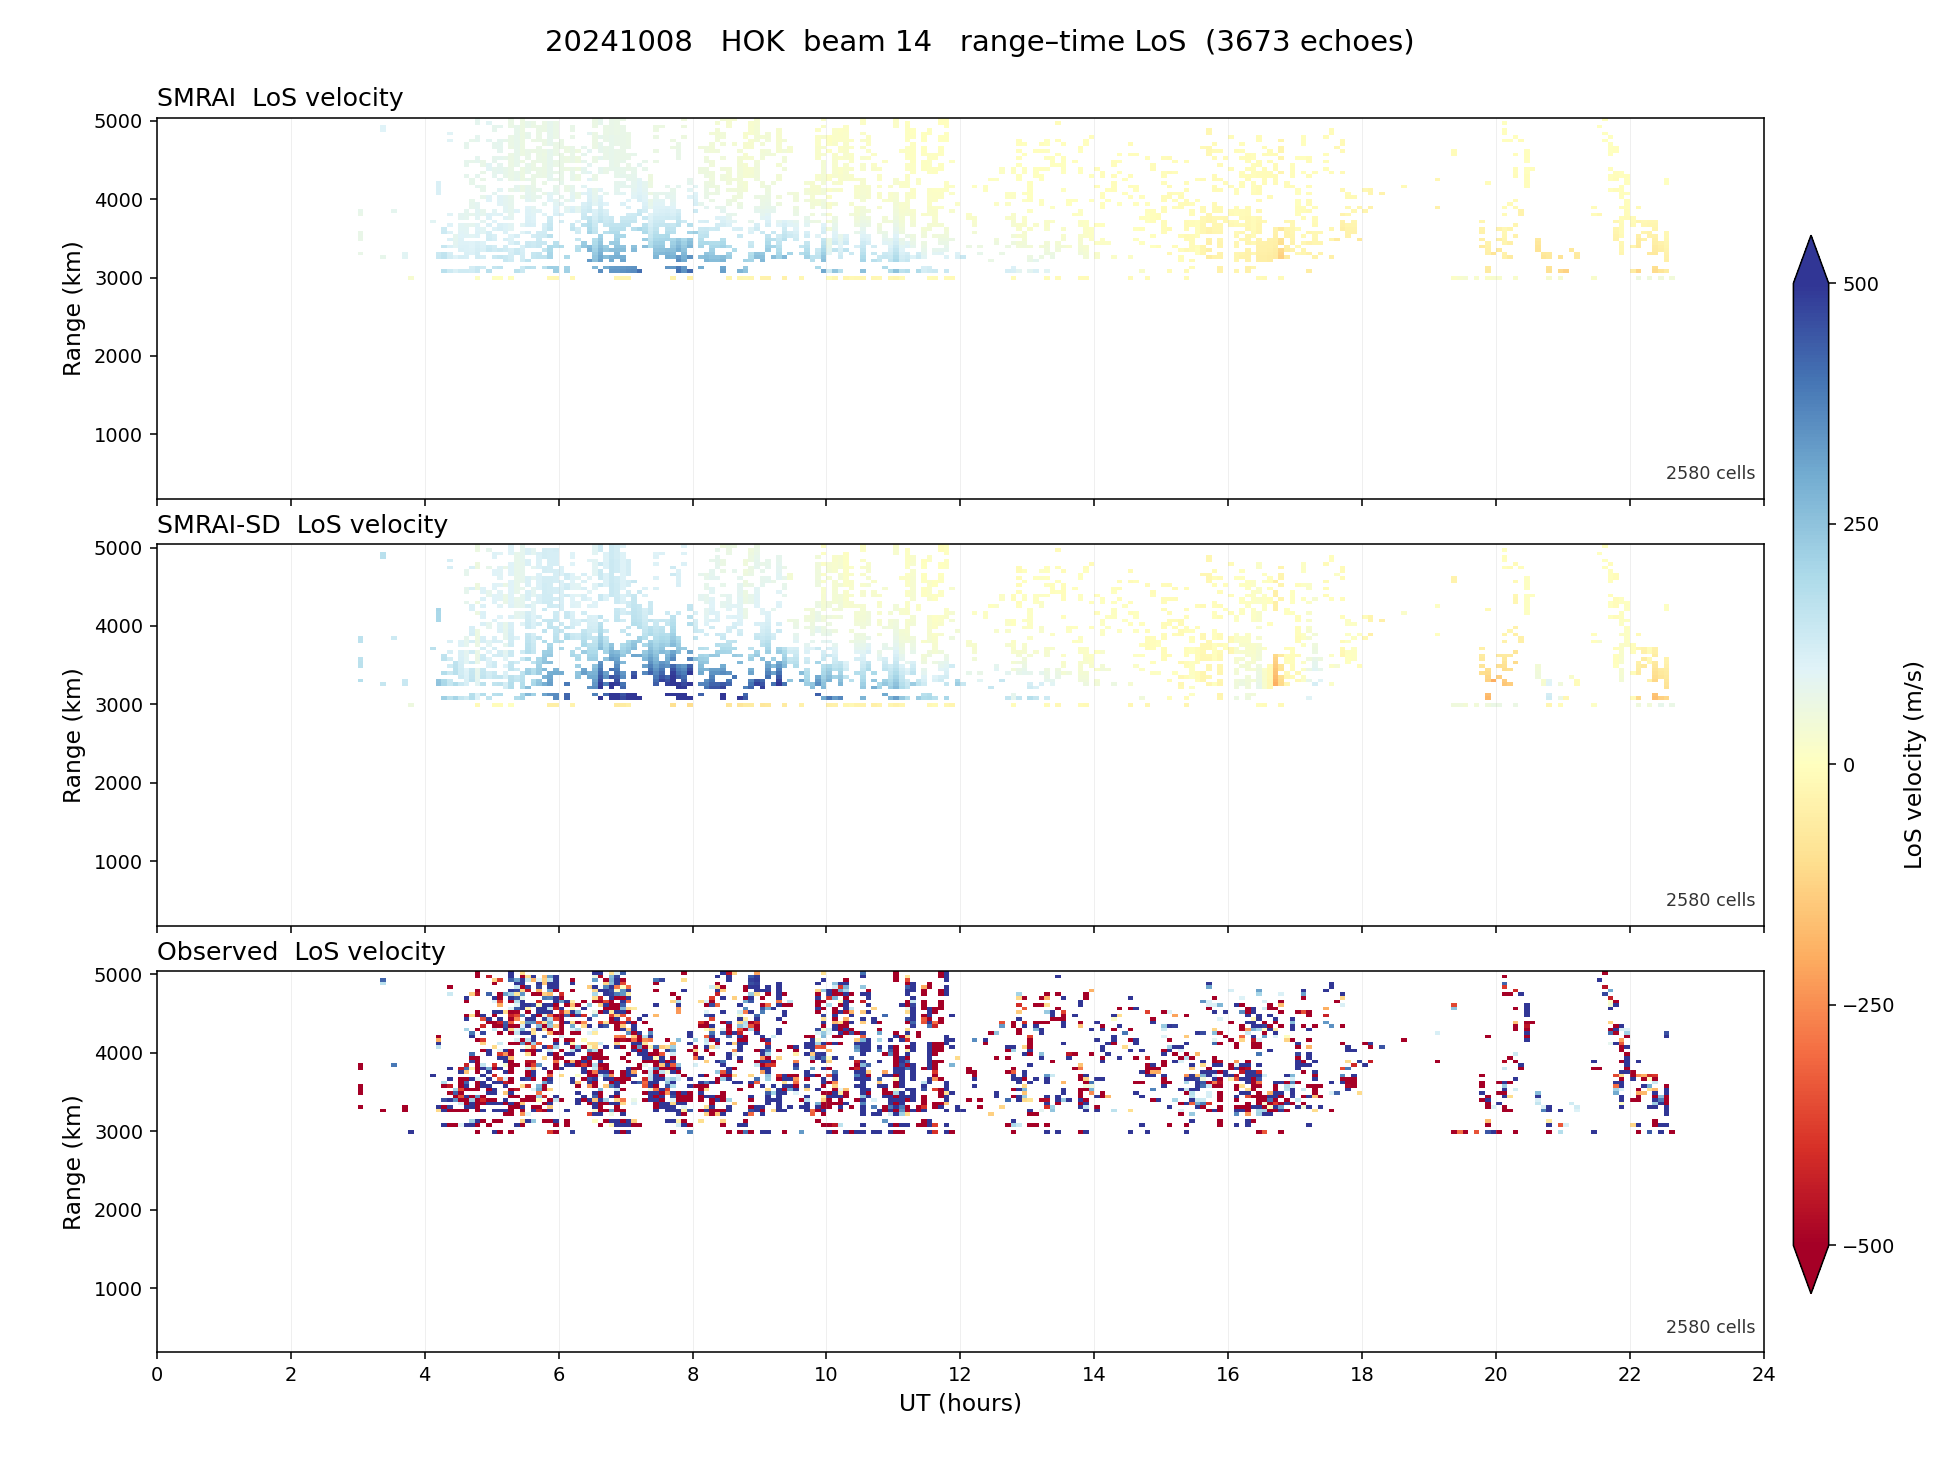 20241008   HOK  beam 14   range–time LoS  (3673 echoes)
SMRAI  LoS velocity
5000
4000
3000
2000
1000
Range (km)
2580 cells
SMRAI-SD  LoS velocity
5000
4000
3000
2000
1000
Range (km)
2580 cells
Observed  LoS velocity
5000
4000
3000
2000
1000
Range (km)
2580 cells
0 2 4 6 8 10 12 14 16 18 20 22 24
UT (hours)
500
250
0
−250
−500
LoS velocity (m/s)